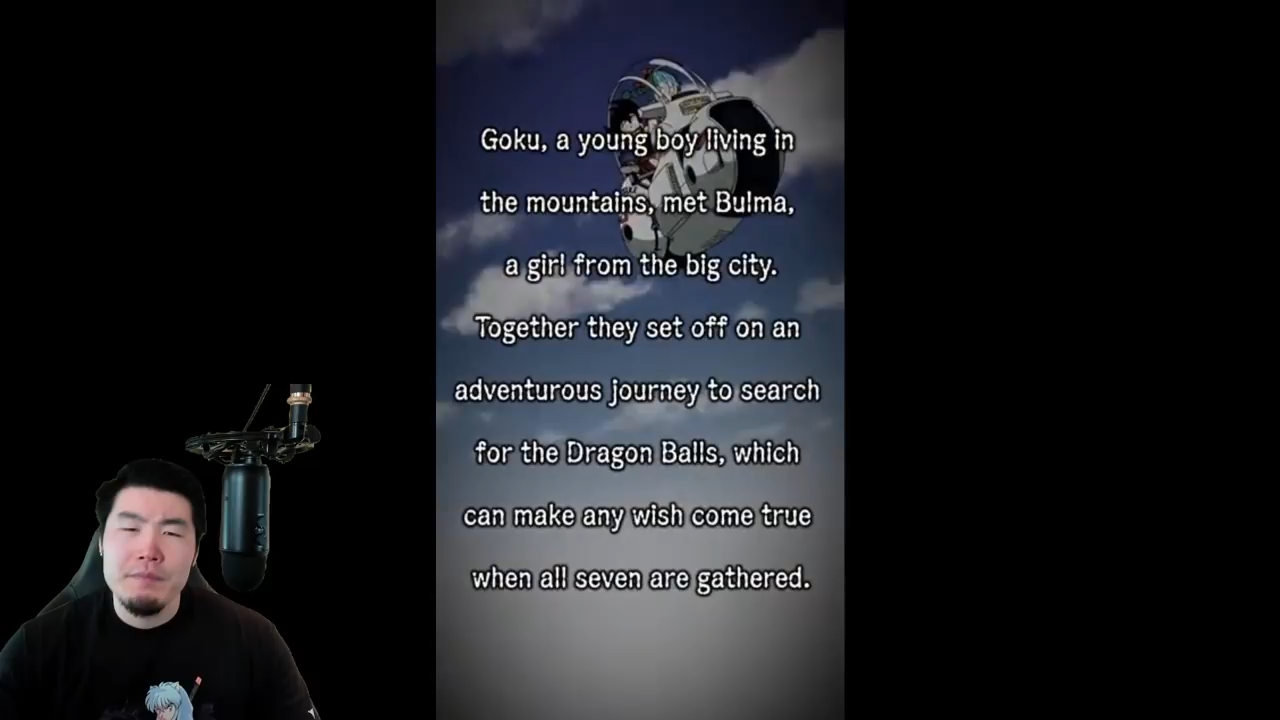 Goku, a young boy living in
the mountains, met Bulma,
a girl from the big city.
Together they set off on an
adventurous journey to search
for the Dragon Balls, which
can make any wish come true
when all seven are gathered.